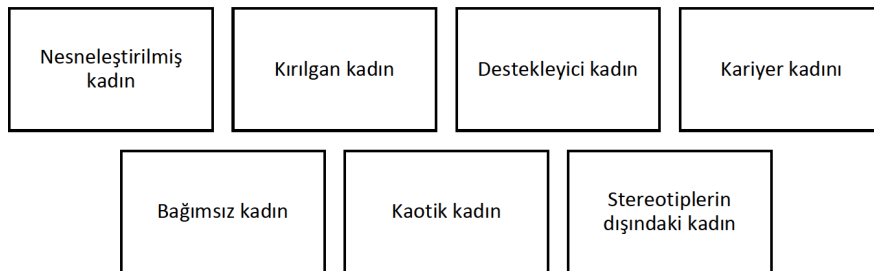 Nesneleştirilmiş
kadın
Kırılgan kadın
Destekleyici kadın
Kariyer kadını
Bağımsız kadın
Kaotik kadın
Stereotiplerin
dışındaki kadın